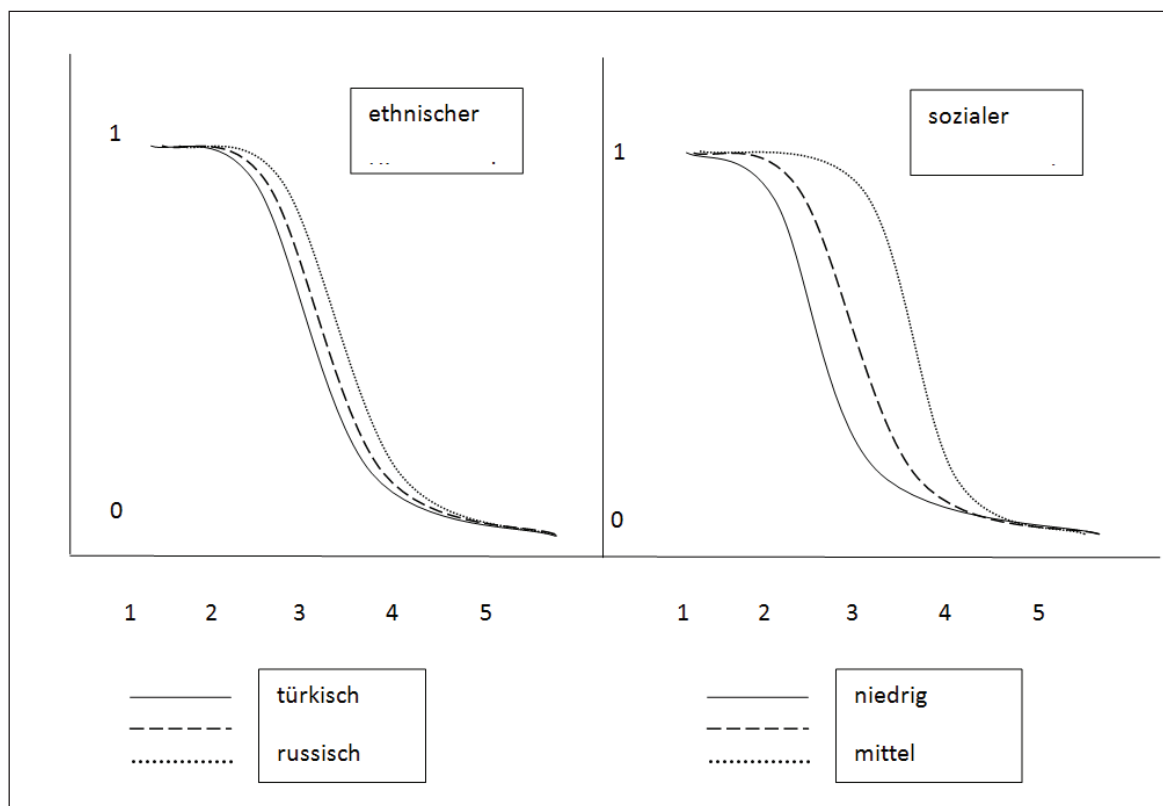 ethnischer
1
0
1 2 3 4 5
türkisch
russisch
sozialer
1
0
1 2 3 4 5
niedrig
mittel